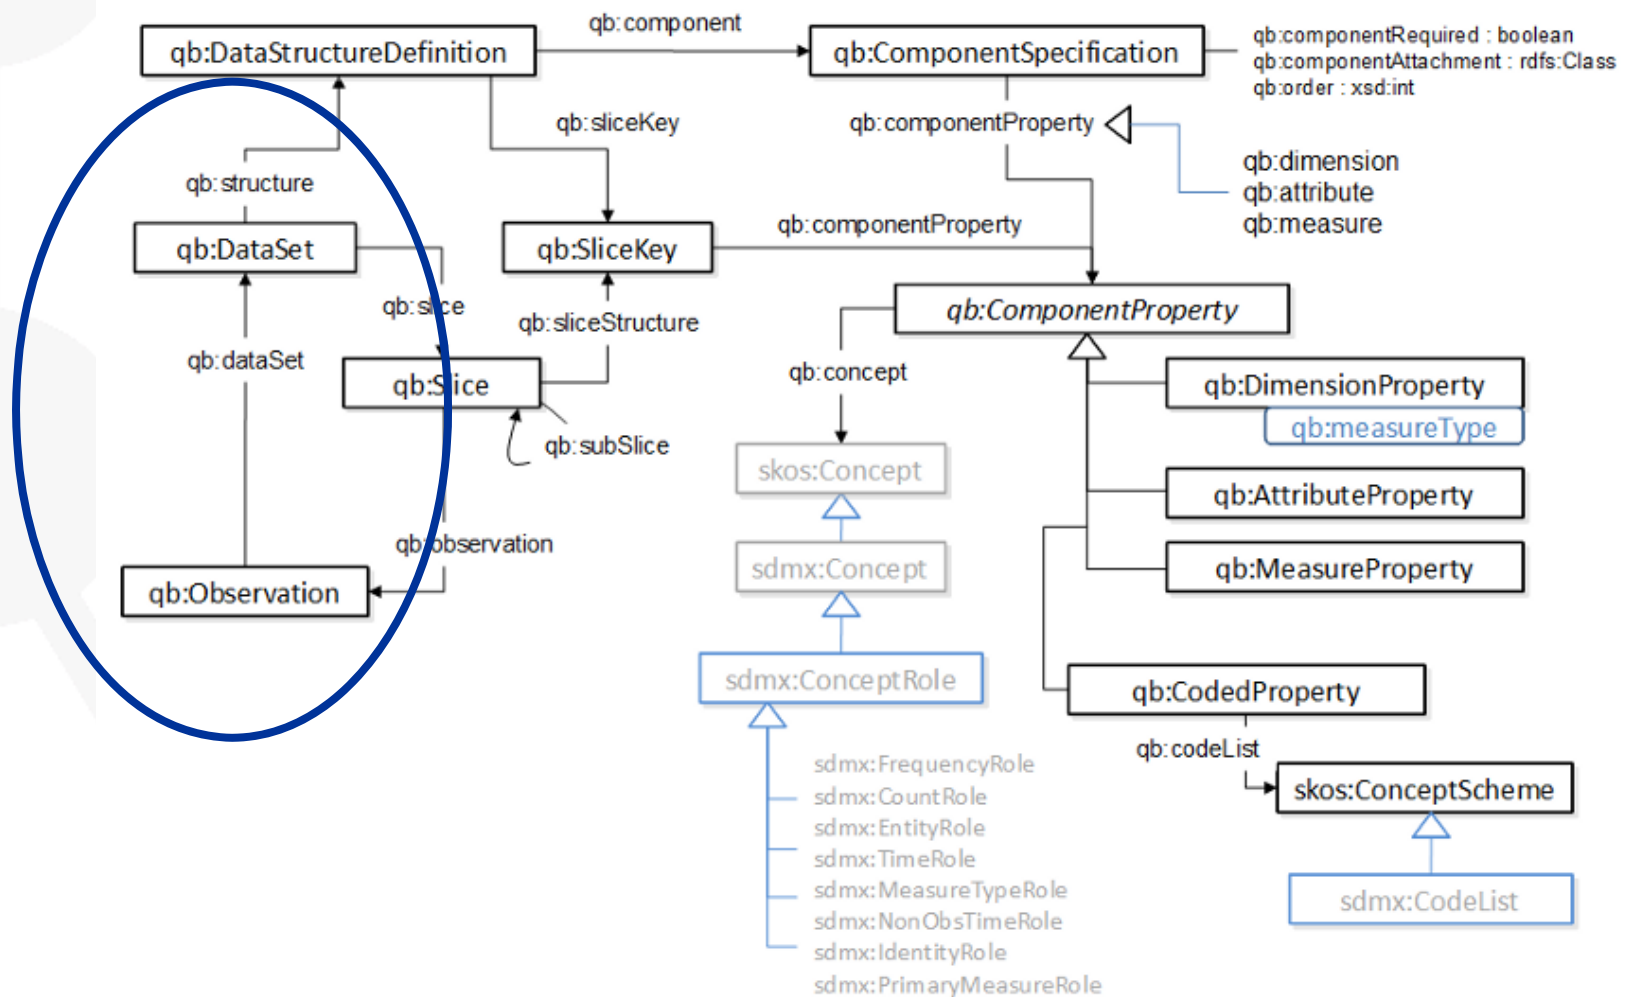 qb:component
qb:DataStructureDefinition
qb:ComponentSpecification
qb:componentRequired : boolean
qb:componentAttachment : rdfs:Class
qb:order : xsd:int
qb:sliceKey
qb:componentProperty
qb:dimension
qb:attribute
qb:measure
qb:structure
qb:DataSet
qb:SliceKey
qb:componentProperty
qb:slice
qb:sliceStructure
qb:ComponentProperty
qb:dataSet
qb:Slice
qb:concept
qb:DimensionProperty
qb:measureType
qb:subSlice
skos:Concept
qb:AttributeProperty
qb:observation
sdmx:Concept
qb:MeasureProperty
qb:Observation
sdmx:ConceptRole
qb:CodedProperty
qb:codeList
sdmx:FrequencyRole
sdmx:CountRole
sdmx:EntityRole
sdmx:TimeRole
sdmx:MeasureTypeRole
sdmx:NonObsTimeRole
sdmx:IdentityRole
sdmx:PrimaryMeasureRole
skos:ConceptScheme
sdmx:CodeList